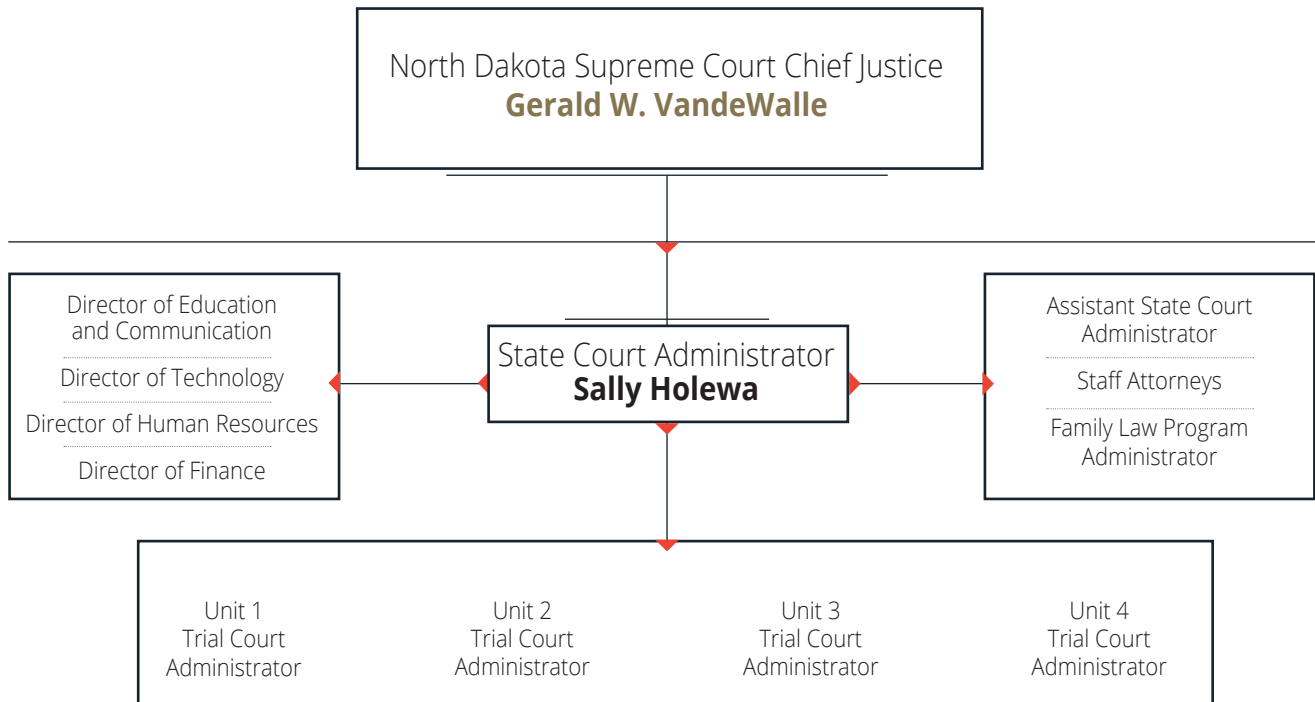 North Dakota Supreme Court Chief Justice
Gerald W. VandeWalle
Director of Education
and Communication
Director of Technology
Director of Human Resources
Director of Finance
State Court Administrator
Sally Holewa
Assistant State Court
Administrator
Staff Attorneys
Family Law Program
Administrator
Unit 1
Trial Court
Administrator
Unit 2
Trial Court
Administrator
Unit 3
Trial Court
Administrator
Unit 4
Trial Court
Administrator